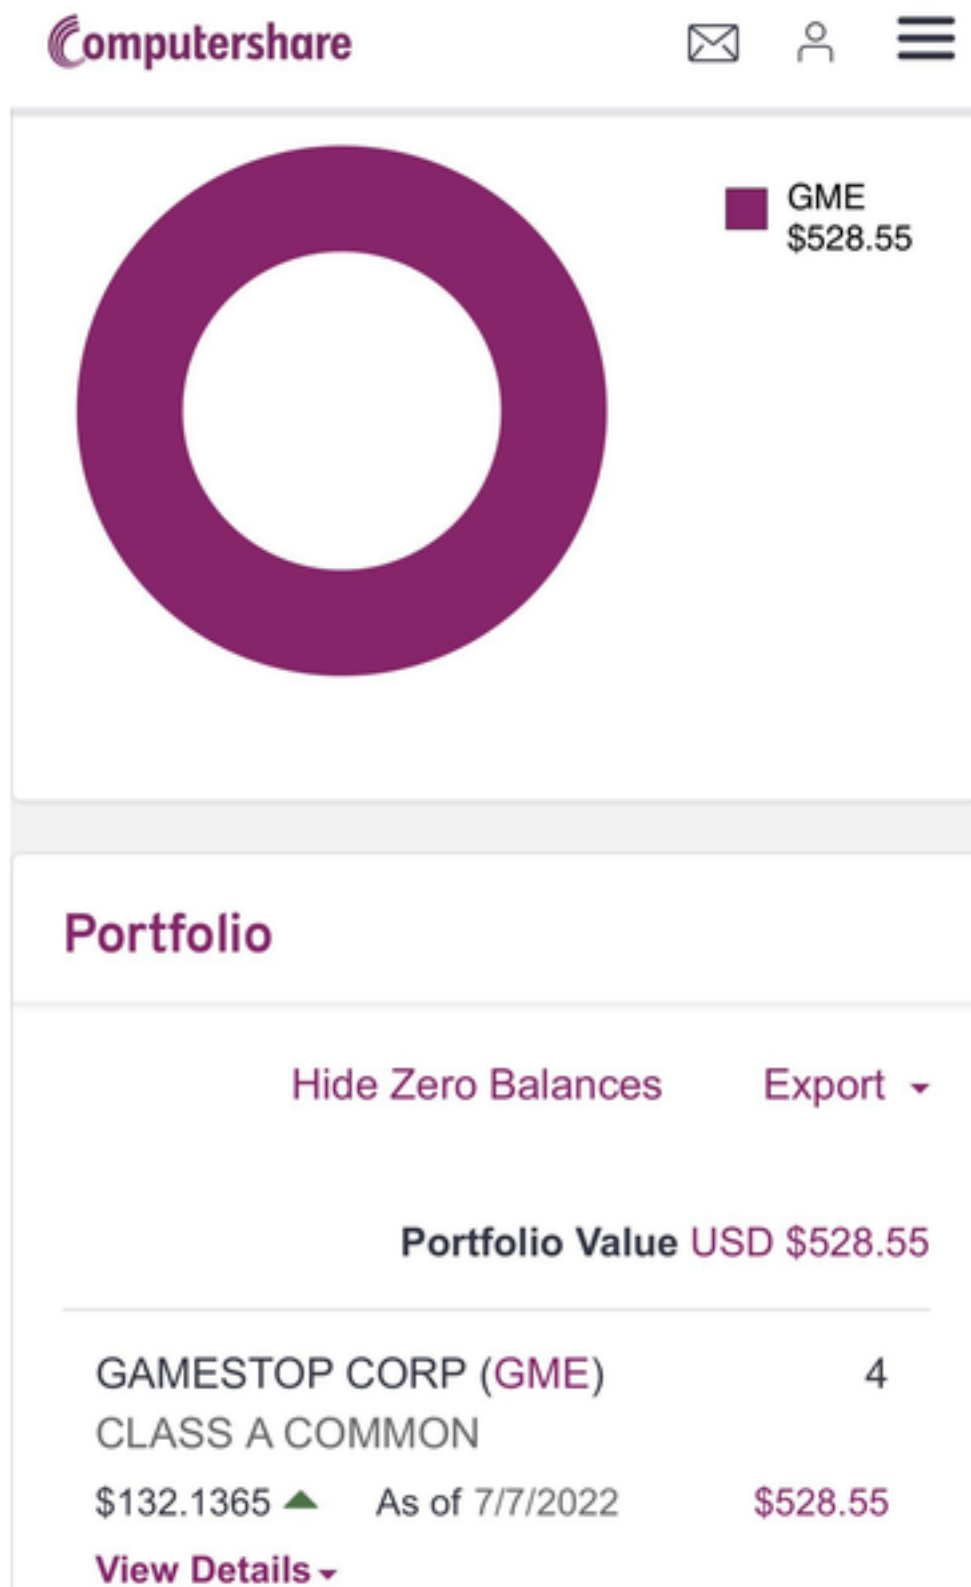 Computershare
GME
$528.55
Portfolio
Hide Zero Balances Export
Portfolio Value USD $528.55
GAMESTOP CORP (GME) 4
CLASS A COMMON
$132.1365 As of 7/7/2022 $528.55
View Details